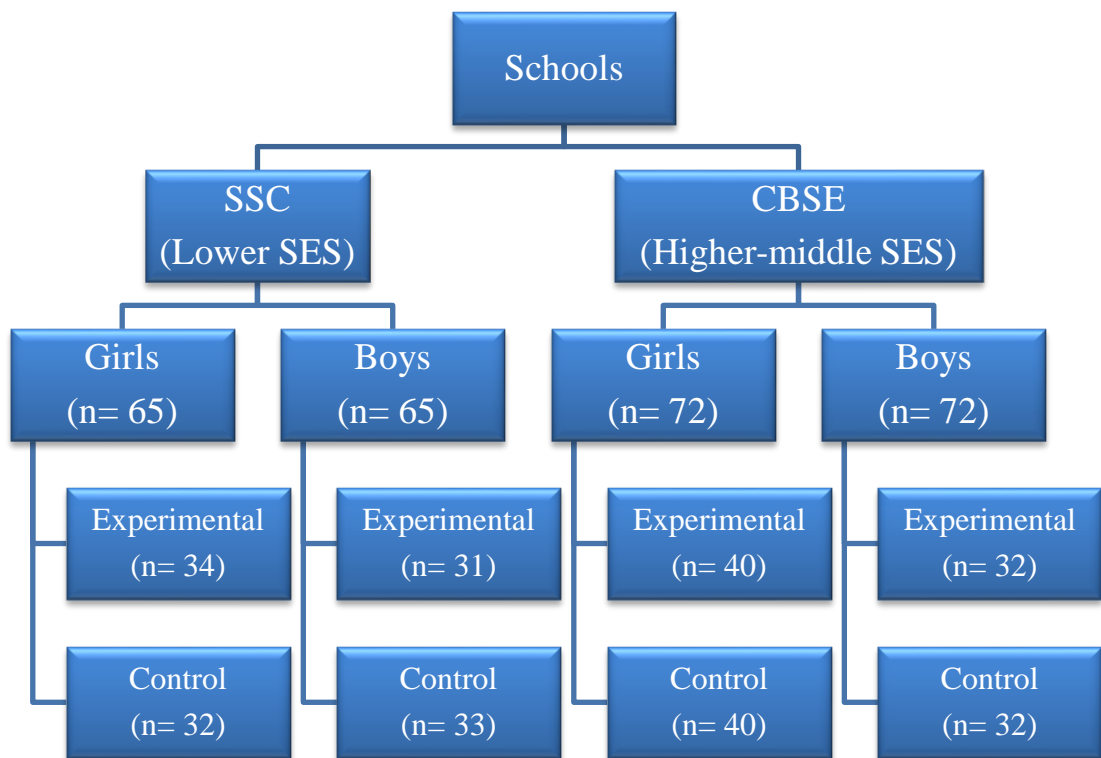 Schools
SSC
(Lower SES)
CBSE
(Higher-middle SES)
Girls
(n= 65)
Boys
(n= 65)
Girls
(n= 72)
Boys
(n= 72)
Experimental
(n= 34)
Experimental
(n= 31)
Experimental
(n= 40)
Experimental
(n= 32)
Control
(n= 32)
Control
(n= 33)
Control
(n= 40)
Control
(n= 32)